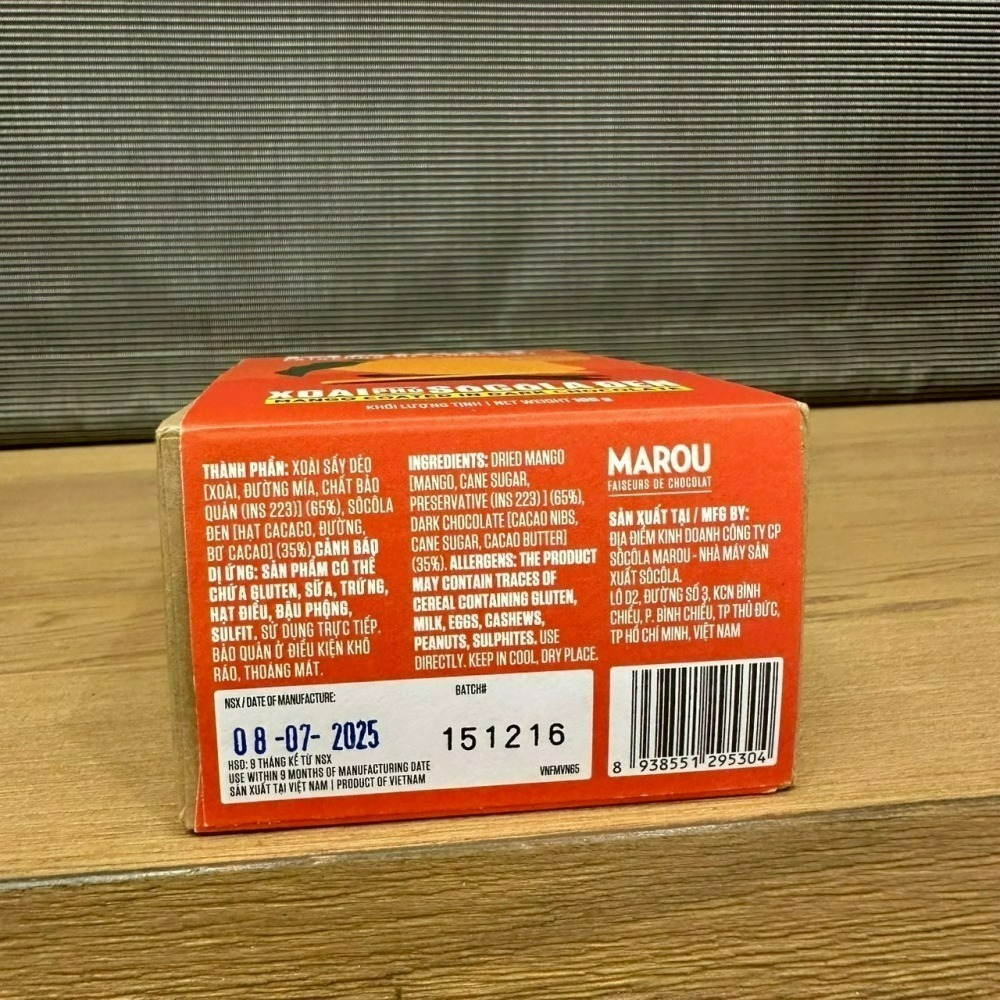 XOÀI PHỦ SÔCÔLA ĐEN
MANGO COATED IN DARK CHOCOLATE
KHỐI LƯỢNG TỊNH | NET WEIGHT 100 g
THÀNH PHẦN: XOÀI SẤY DẺO
[XOÀI, ĐƯỜNG MÍA, CHẤT BẢO
QUẢN (INS 223)] (65%), SÔCÔLA
ĐEN [HẠT CACAO, ĐƯỜNG,
BƠ CACAO] (35%). CẢNH BÁO
DỊ ỨNG: SẢN PHẨM CÓ THỂ
CHỨA GLUTEN, SỮA, TRỨNG,
HẠT ĐIỀU, ĐẬU PHỘNG,
SULFIT. SỬ DỤNG TRỰC TIẾP.
BẢO QUẢN Ở ĐIỀU KIỆN KHÔ
RÁO, THOÁNG MÁT.
INGREDIENTS: DRIED MANGO
[MANGO, CANE SUGAR,
PRESERVATIVE (INS 223) ] (65%),
DARK CHOCOLATE [CACAO NIBS,
CANE SUGAR, CACAO BUTTER]
(35%). ALLERGENS: THE PRODUCT
MAY CONTAIN TRACES OF
CEREAL CONTAINING GLUTEN,
MILK, EGGS, CASHEWS,
PEANUTS, SULPHITES. USE
DIRECTLY. KEEP IN COOL, DRY PLACE.
MAROU
FAISEURS DE CHOCOLAT
SẢN XUẤT TẠI / MFG BY:
ĐỊA ĐIỂM KINH DOANH CÔNG TY CP
SÔCÔLA MAROU - NHÀ MÁY SẢN
XUẤT SÔCÔLA.
LÔ D2, ĐƯỜNG SỐ 3, KCN BÌNH
CHIỂU, P. BÌNH CHIỂU, TP THỦ ĐỨC,
TP HỒ CHÍ MINH, VIỆT NAM
NSX / DATE OF MANUFACTURE:
08 -07- 2025
HSD: 9 THÁNG KỂ TỪ NSX
USE WITHIN 9 MONTHS OF MANUFACTURING DATE
SẢN XUẤT TẠI VIỆT NAM | PRODUCT OF VIETNAM
BATCH#
151216
VNFMVN65
8 938551 295304